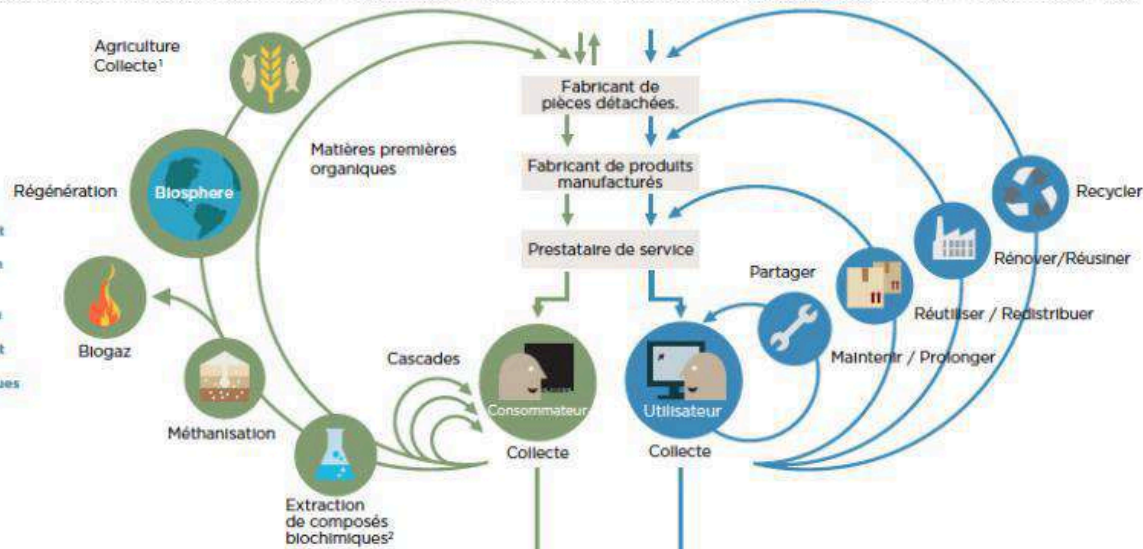 Agriculture
Collecte¹
Fabricant de
pièces détachées.
Matières premières
organiques
Fabricant de produits
manufacturés
Régénération
Biosphere
Recycler
Prestataire de service
Rénover/Réusiner
Partager
Réutiliser / Redistribuer
Biogaz
Cascades
Maintenir / Prolonger
Consommateur
Utilisateur
Méthanisation
Collecte
Collecte
Extraction
de composés
biochimiques²